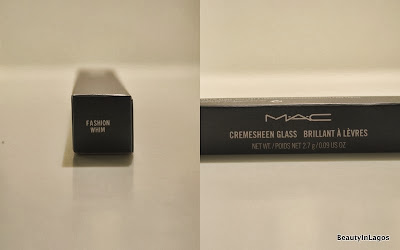 FASHION
WHIM
MAC
CREMESHEEN GLASS BRILLANT À LÈVRES
NET WT./POIDS NET 2.7 g/0.09 US OZ
BeautyInLagos